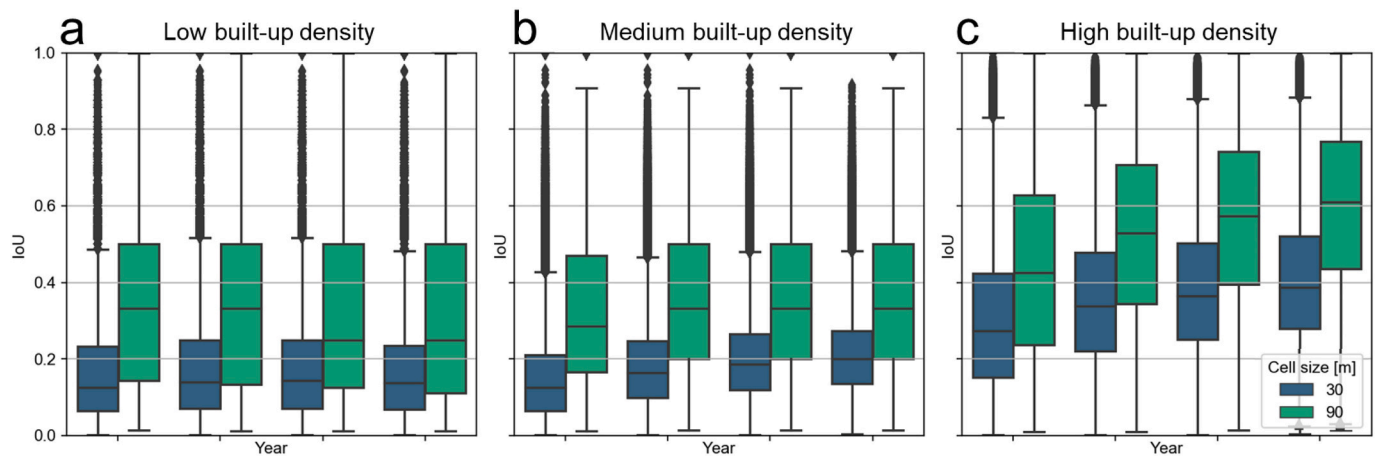 a Low built-up density
b Medium built-up density
c High built-up density
1.0
0.8
0.6
0.4
0.2
0.0
IoU
IoU
IoU
Cell size [m]
30
90
Year
Year
Year